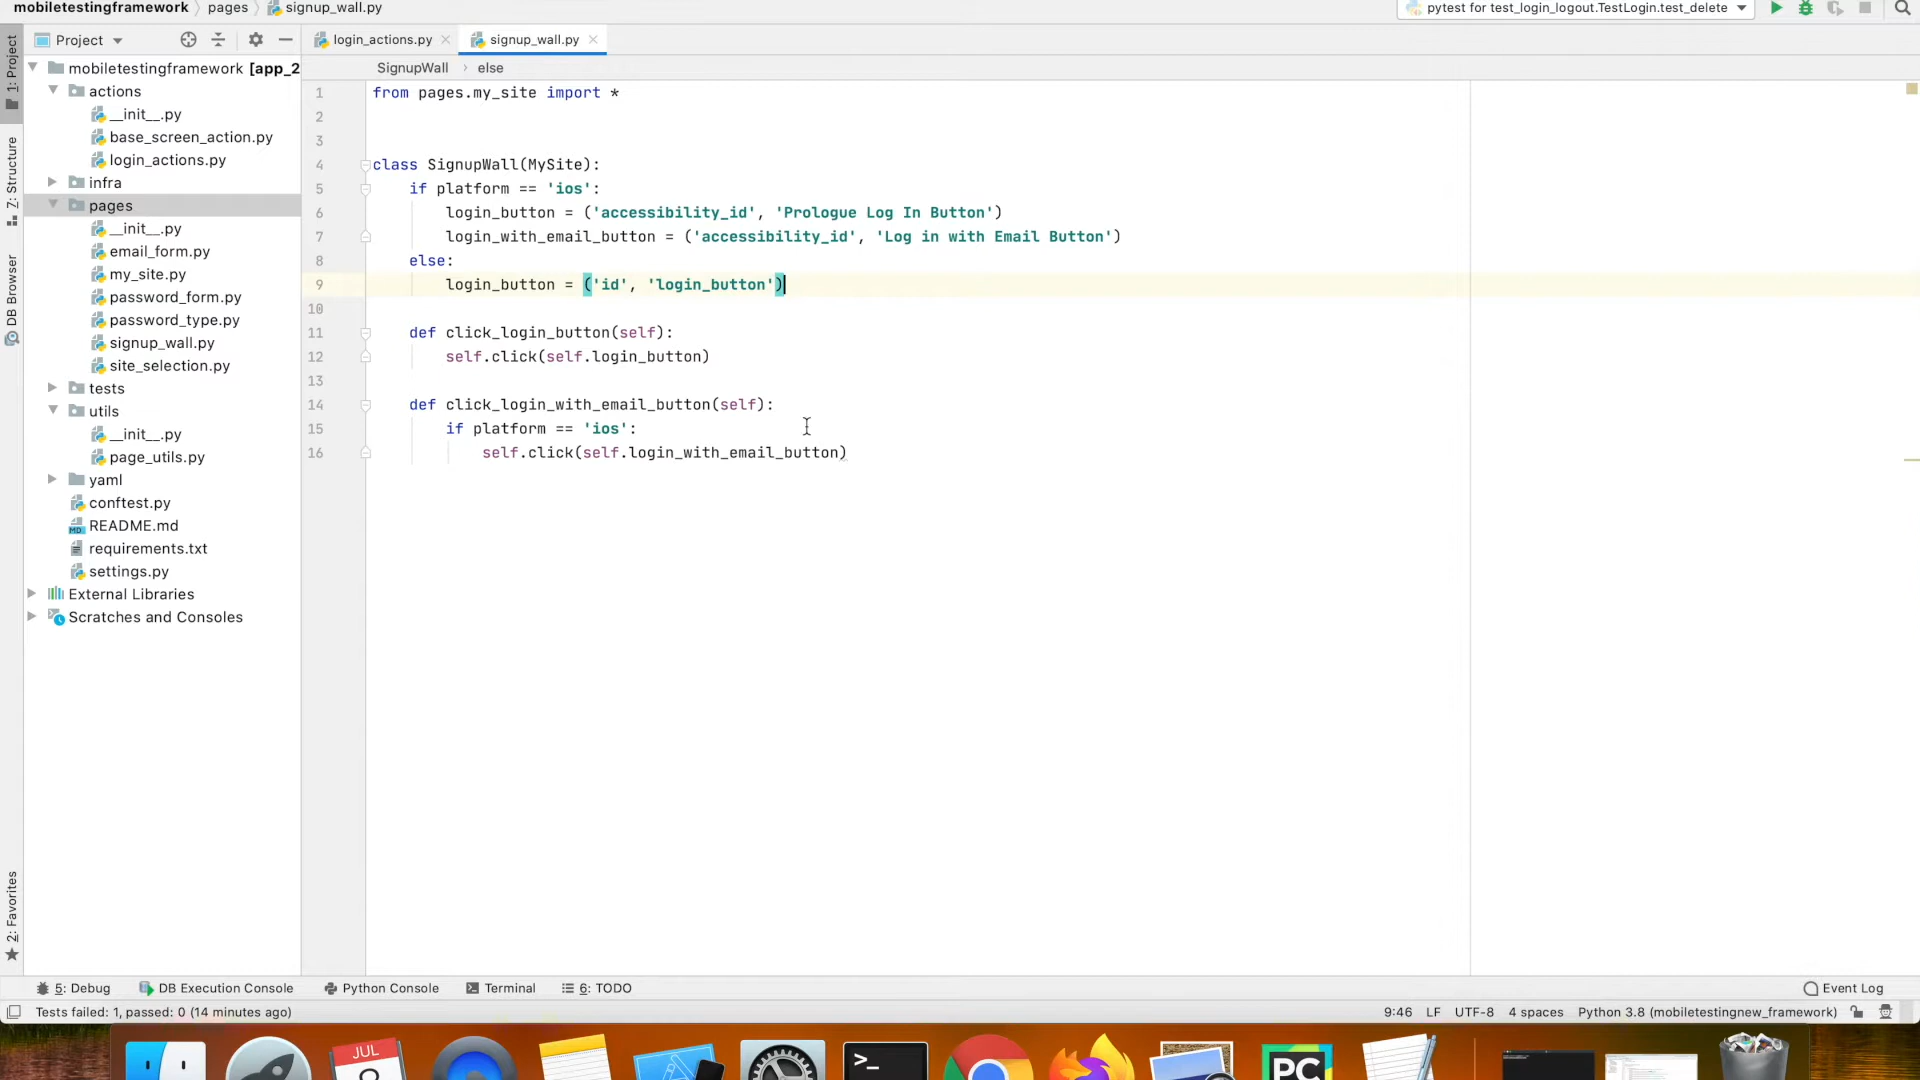 mobiletestingframework pages signup_wall.py
pytest for test_login_logout.TestLogin.test_delete
1: Project
Project
login_actions.py
signup_wall.py
SignupWall else
mobiletestingframework [app_2
actions
__init__.py
base_screen_action.py
login_actions.py
infra
pages
__init__.py
email_form.py
my_site.py
password_form.py
password_type.py
signup_wall.py
site_selection.py
tests
utils
__init__.py
page_utils.py
yaml
conftest.py
MD README.md
requirements.txt
settings.py
External Libraries
Scratches and Consoles
Z: Structure
DB Browser
2: Favorites
1 from pages.my_site import *
2
3
4 class SignupWall(MySite):
5 if platform == 'ios':
6 login_button = ('accessibility_id', 'Prologue Log In Button')
7 login_with_email_button = ('accessibility_id', 'Log in with Email Button')
8 else:
9 login_button = ('id', 'login_button')
10
11 def click_login_button(self):
12 self.click(self.login_button)
13
14 def click_login_with_email_button(self):
15 if platform == 'ios':
16 self.click(self.login_with_email_button)
5: Debug
DB Execution Console
Python Console
Terminal
6: TODO
Event Log
Tests failed: 1, passed: 0 (14 minutes ago)
9:46 LF UTF-8 4 spaces Python 3.8 (mobiletestingnew_framework)
JUL
>_
PC